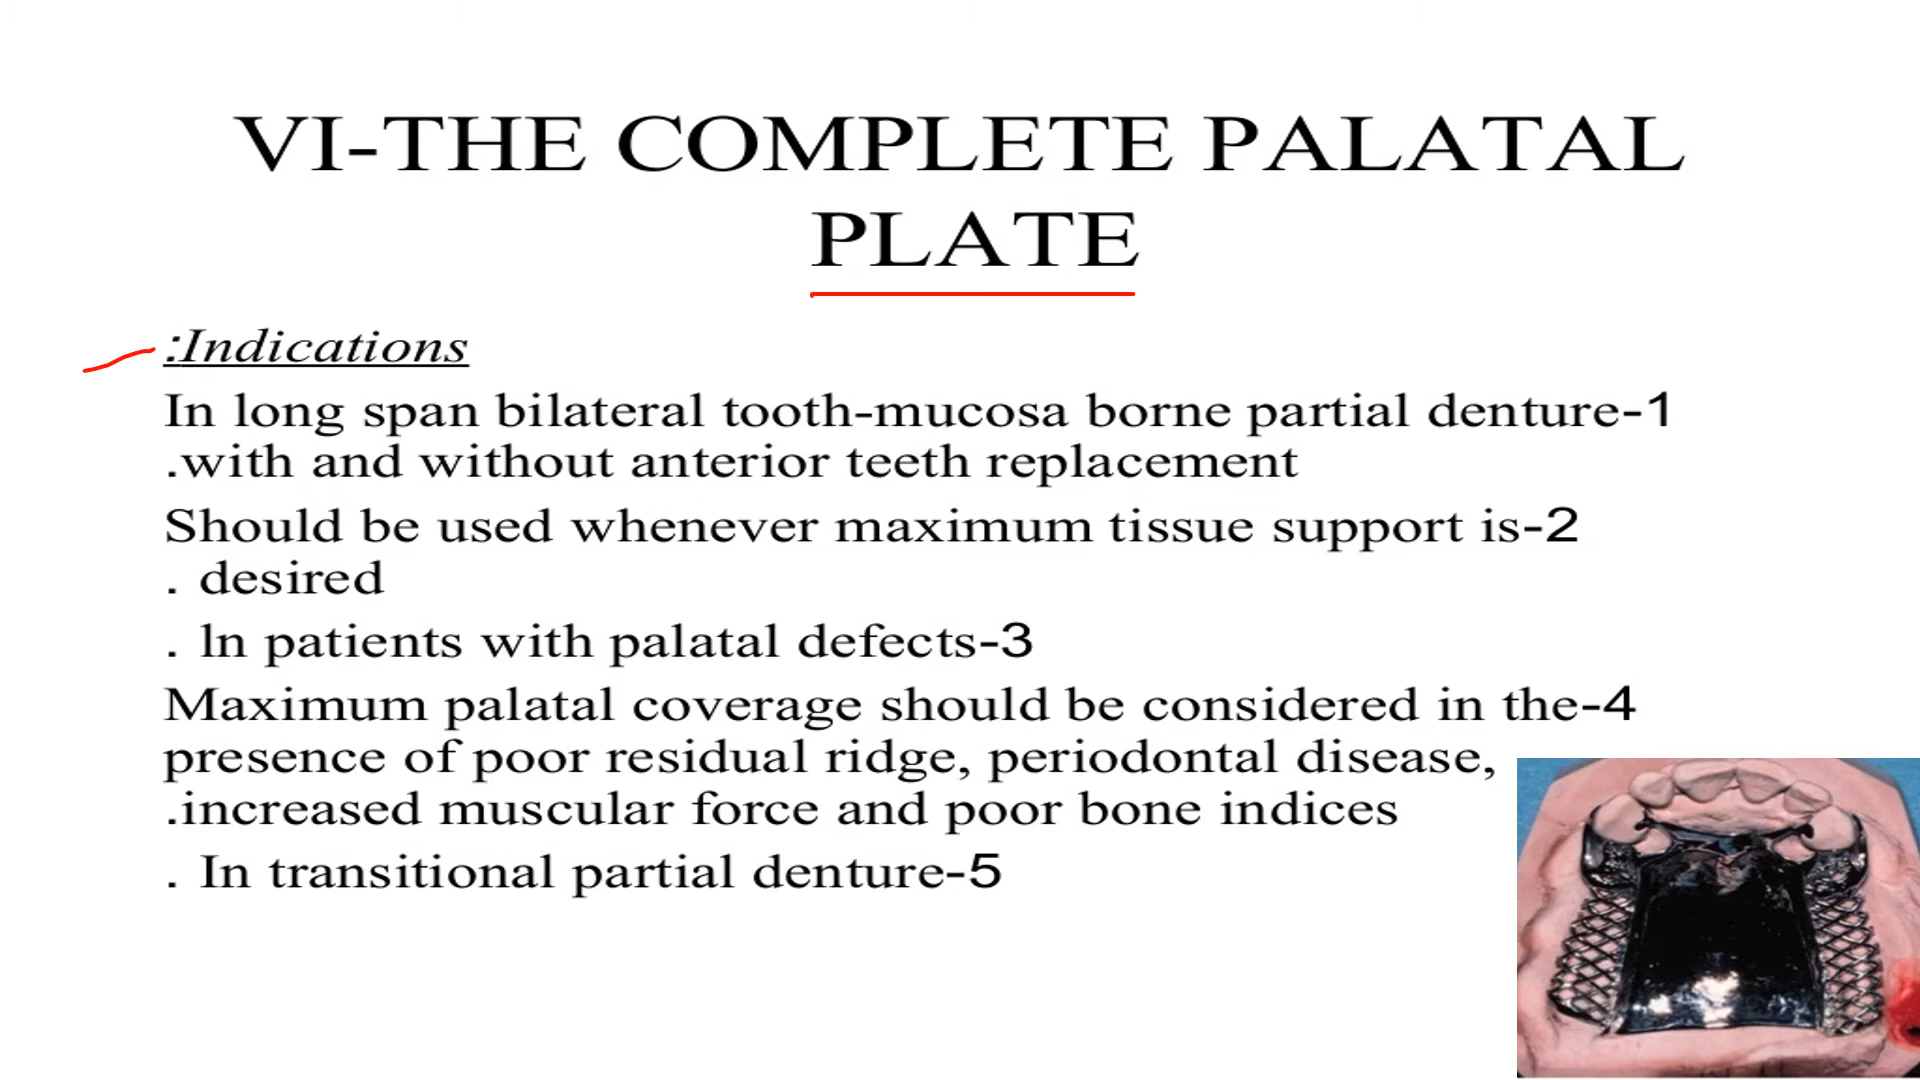 VI-THE COMPLETE PALATAL
PLATE
:Indications
In long span bilateral tooth-mucosa borne partial denture-1
.with and without anterior teeth replacement
Should be used whenever maximum tissue support is-2
. desired
. ln patients with palatal defects-3
Maximum palatal coverage should be considered in the-4
presence of poor residual ridge, periodontal disease,
.increased muscular force and poor bone indices
. In transitional partial denture-5